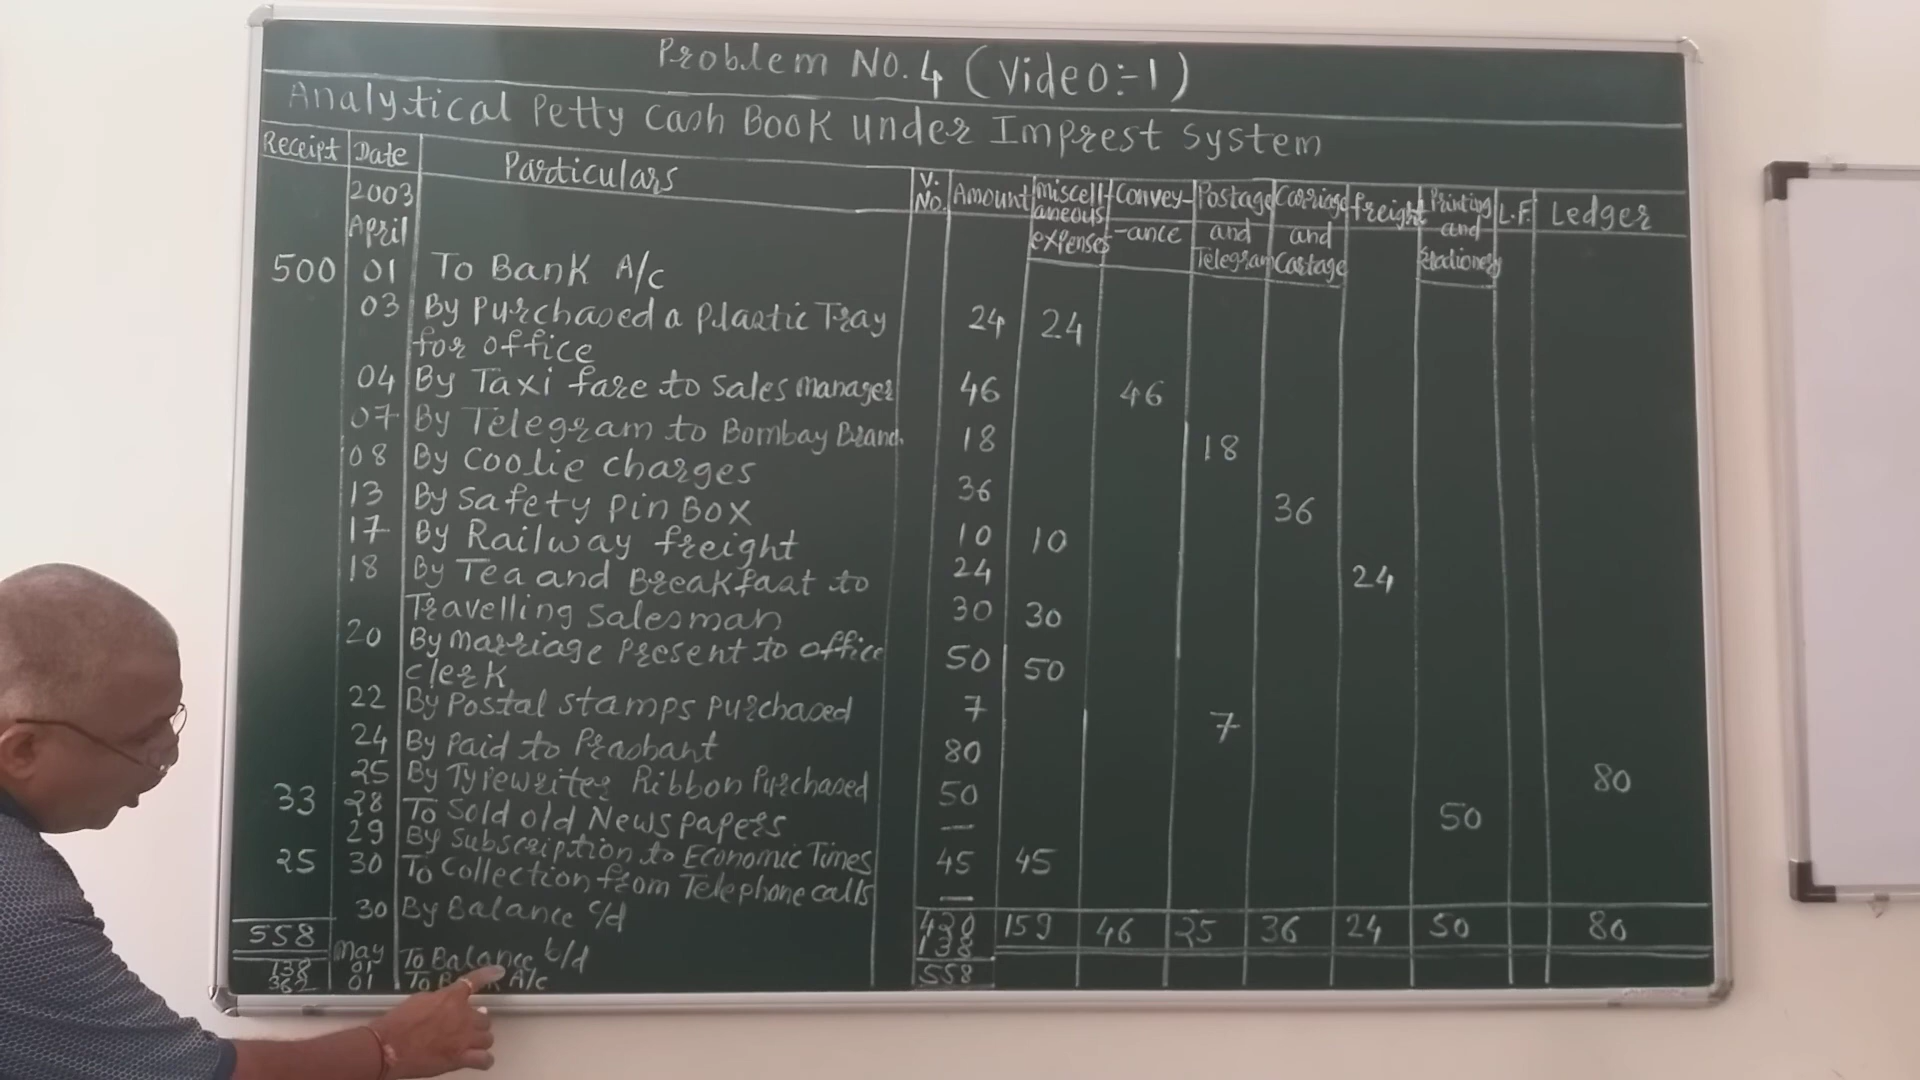 Problem No. 4 (Video:-1)
Analytical Petty Cash Book under Imprest System
Receipt Date Particulars V. No. Amount Miscell-aneous expenses Convey-ance Postage and Telegram Carriage and Cartage freight Printing and Stationery L.F. Ledger
2003
April
500 01 To Bank A/c
03 By Purchased a Plastic Tray 24 24
for office
04 By Taxi fare to Sales manager 46 46
07 By Telegram to Bombay Branch 18 18
08 By Coolie charges 36 36
13 By Safety pin Box 10 10
17 By Railway freight 24 24
18 By Tea and Breakfast to
Travelling Salesman 30 30
20 By Marriage Present to office
clerk 50 50
22 By Postal stamps purchased 7 7
24 By Paid to Prashant 80 80
25 By Typewriter Ribbon Purchased 50 50
33 28 To Sold old News papers —
29 By Subscription to Economic Times 45 45
25 30 To Collection from Telephone calls —
30 By Balance c/d
420 159 46 25 36 24 50 80
138
558 558
May
138 01 To Balance b/d
362 01 To Bank A/c